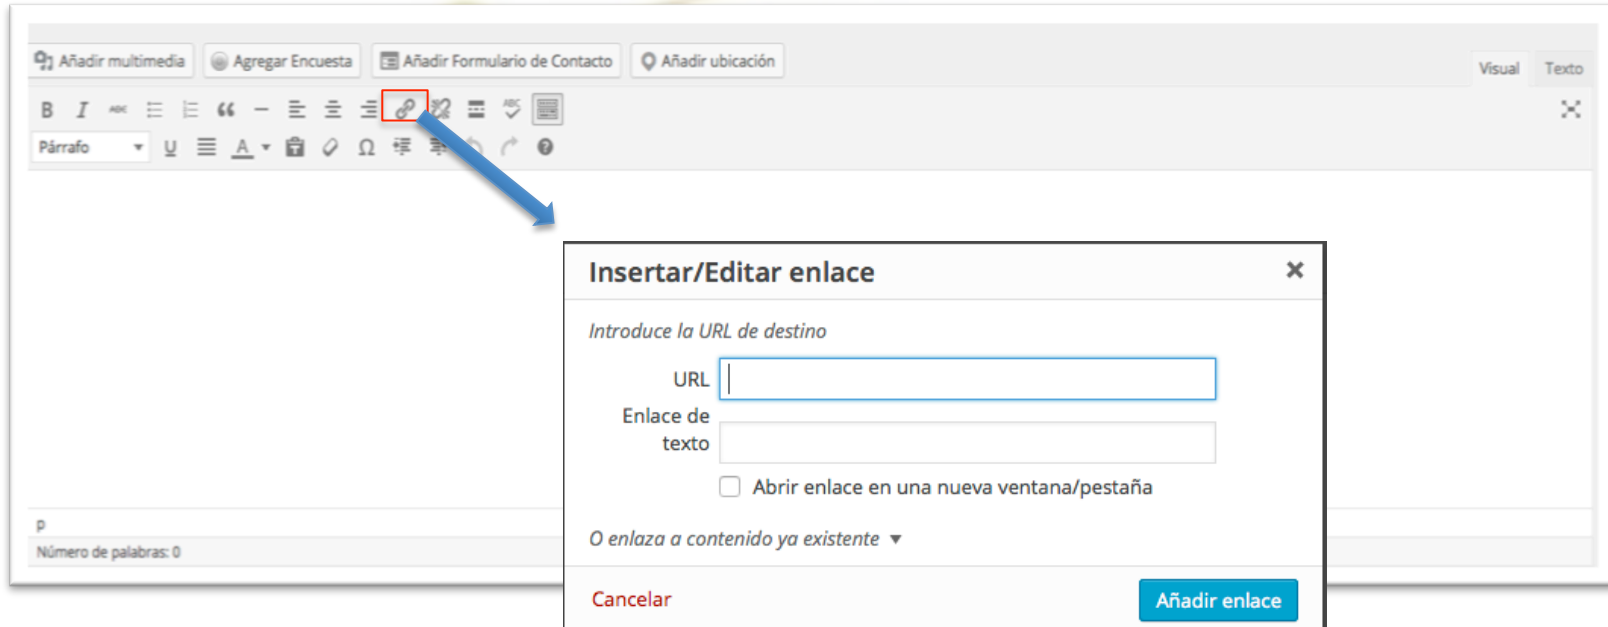 Añadir multimedia Agregar Encuesta Añadir Formulario de Contacto Añadir ubicación
Visual Texto
B I ABC ABC
Párrafo U A Ω
Insertar/Editar enlace
Introduce la URL de destino
URL
Enlace de
texto
Abrir enlace en una nueva ventana/pestaña
O enlaza a contenido ya existente
Cancelar Añadir enlace
p
Número de palabras: 0